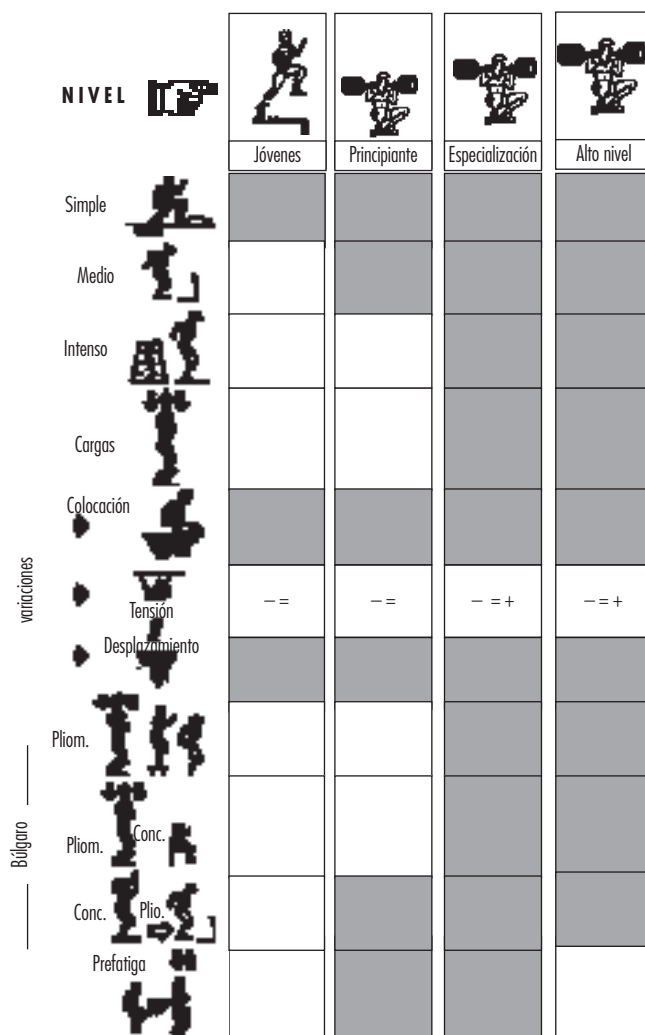 NIVEL
Jóvenes Principiante Especialización Alto nivel
Simple
Medio
Intenso
Cargas
Colocación
variaciones
Tensión – = – = – = + – = +
Desplazamiento
Pliom.
Búlgaro
Pliom. Conc.
Conc. Plio.
Prefatiga